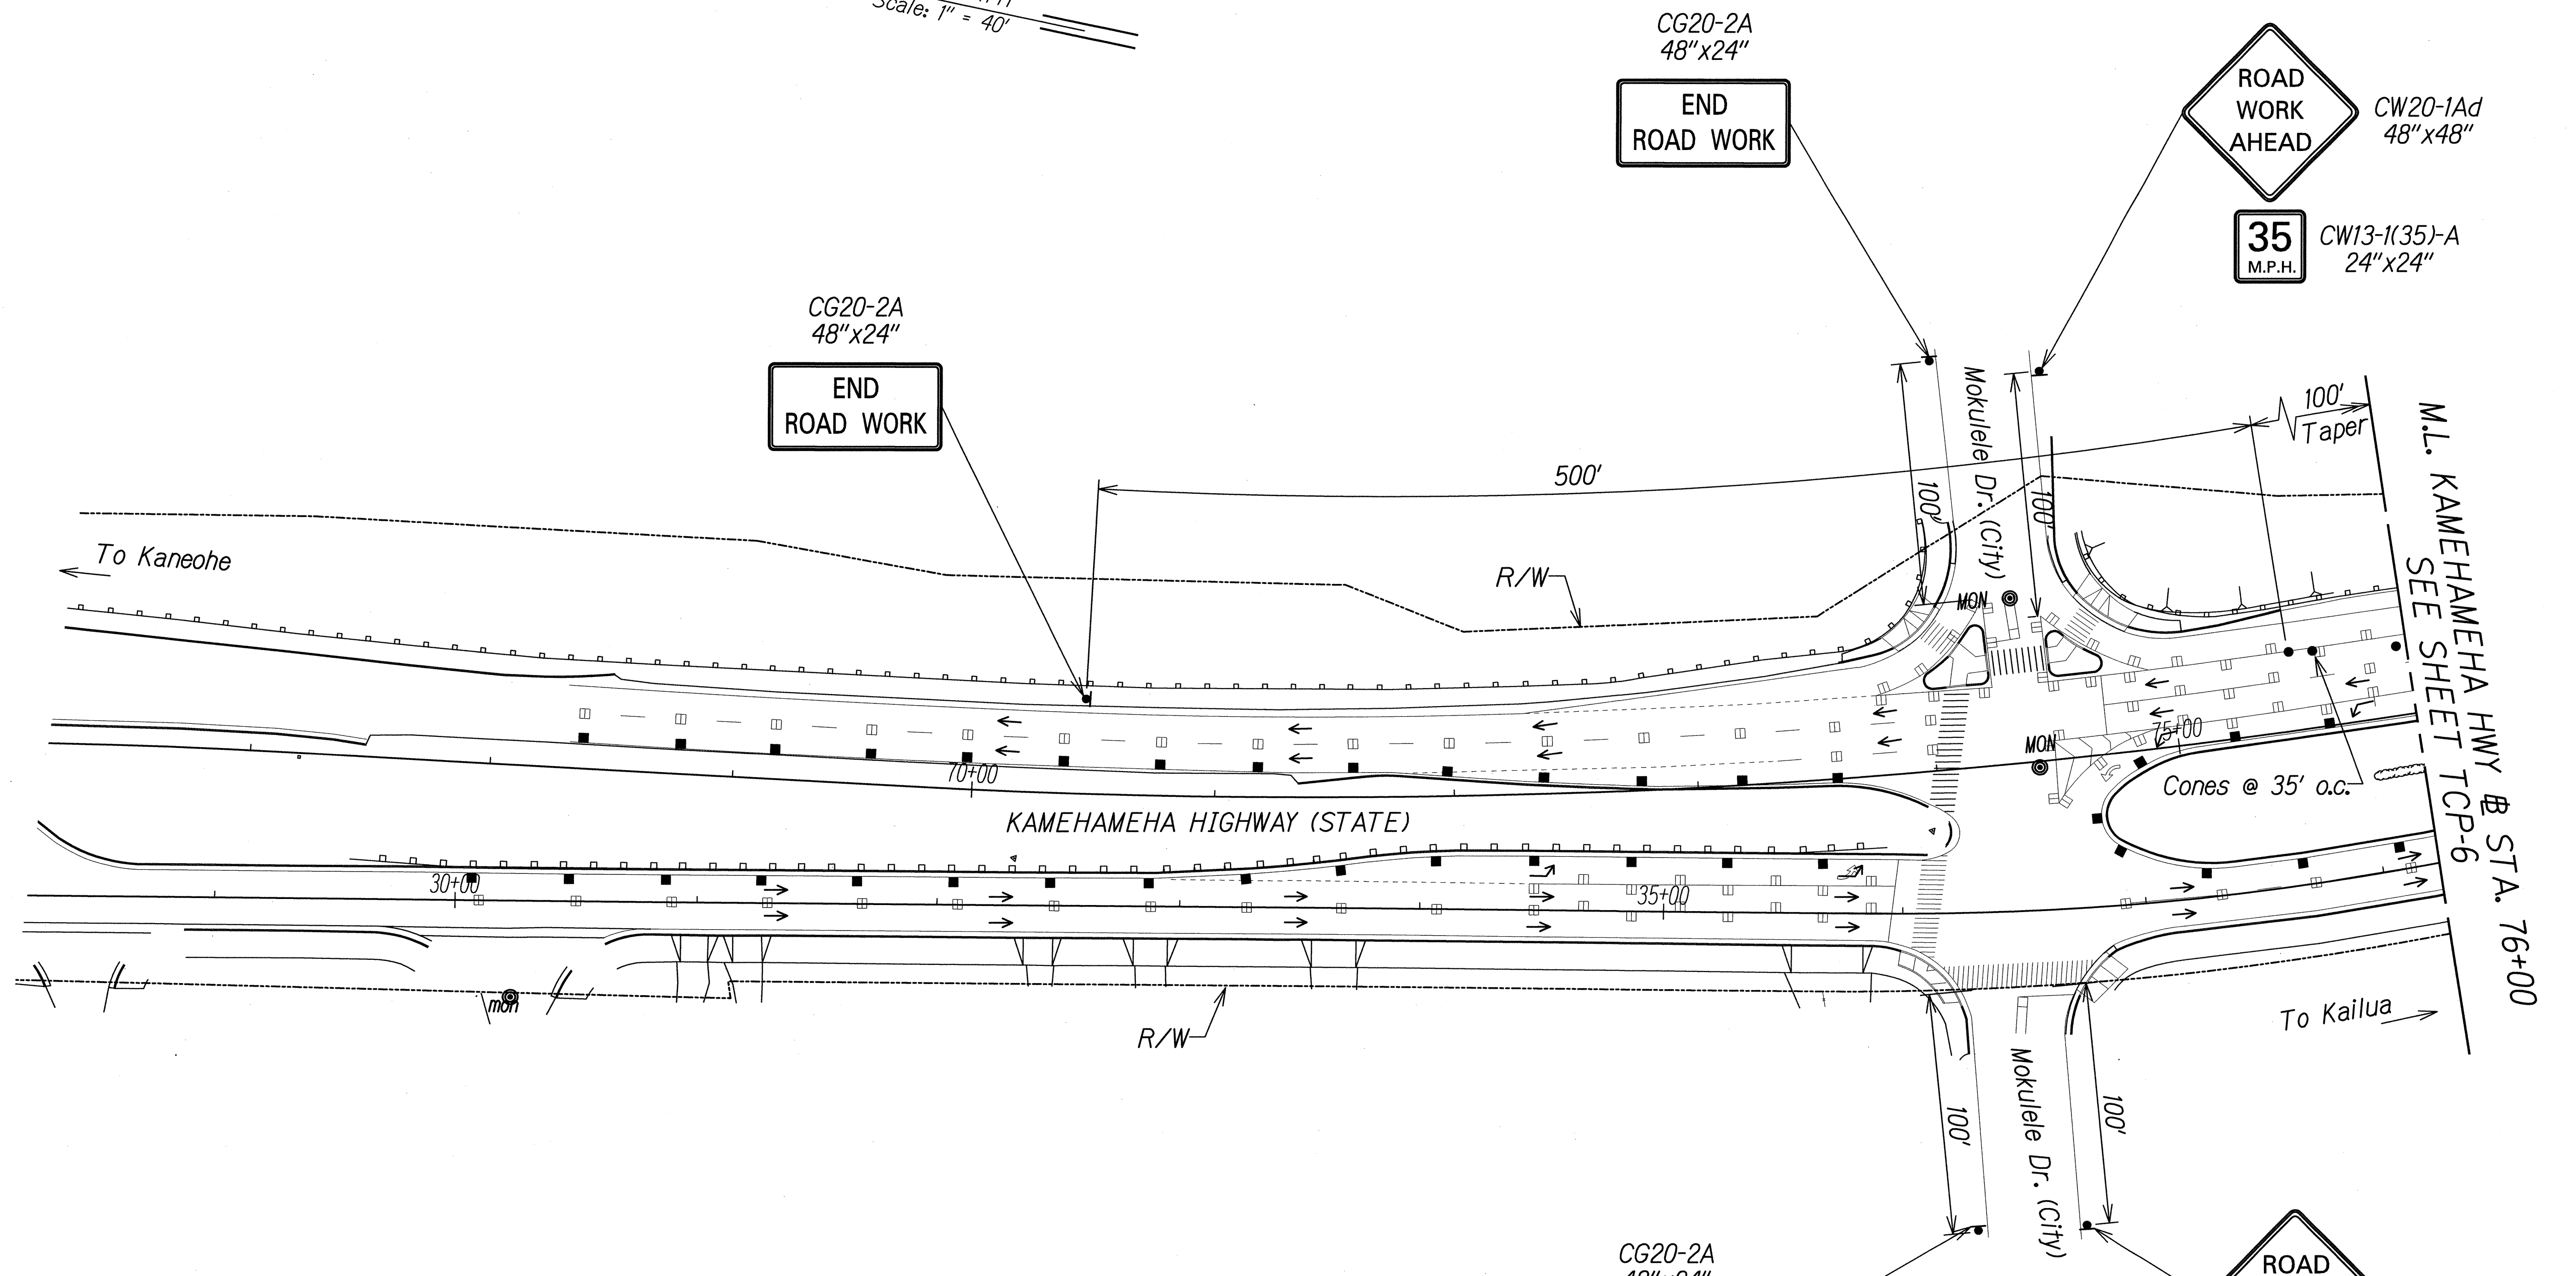 Scale: 1" = 40'
CG20-2A
48"x24"
END
ROAD WORK
ROAD
WORK
AHEAD
CW20-1Ad
48"x48"
35
M.P.H.
CW13-1(35)-A
24"x24"
CG20-2A
48"x24"
END
ROAD WORK
Mokulele Dr. (City)
100'
Taper
500'
100'
100'
M.L. KAMEHAMEHA HWY ℄ STA. 76+00
SEE SHEET TCP-6
To Kaneohe
R/W
MON
MON
75+00
70+00
Cones @ 35' o.c.
KAMEHAMEHA HIGHWAY (STATE)
30+00
35+00
mon
R/W
To Kailua
Mokulele Dr. (City)
100'
100'
CG20-2A
48"x24"
ROAD